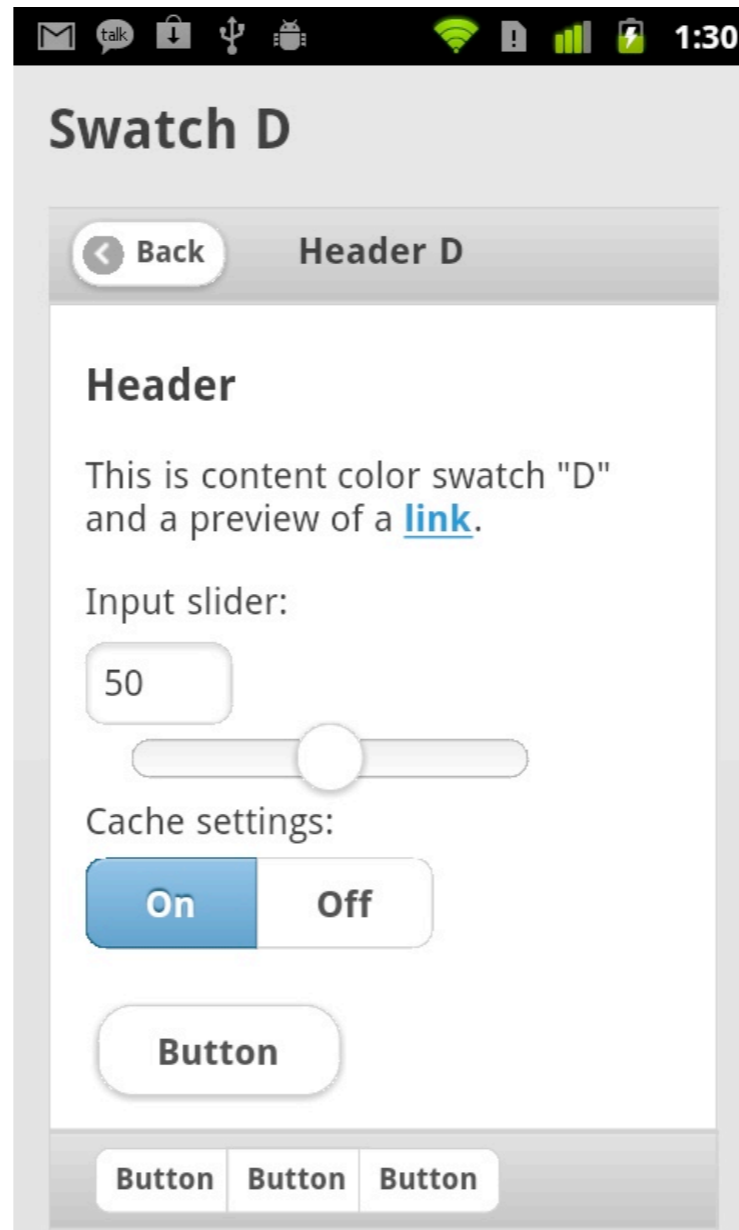 talk 1:30
Swatch D
Back Header D
Header
This is content color swatch "D"
and a preview of a link.
Input slider:
50
Cache settings:
On Off
Button
Button Button Button